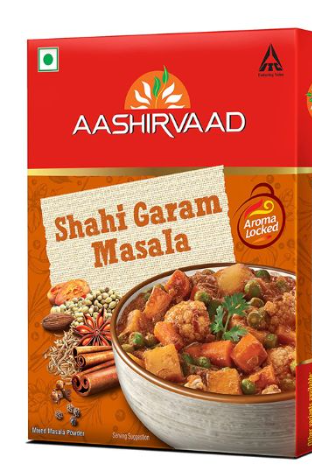 AASHIRVAAD
Shahi Garam
Masala
Aroma
Locked
Mixed Masala Powder
Serving Suggestion